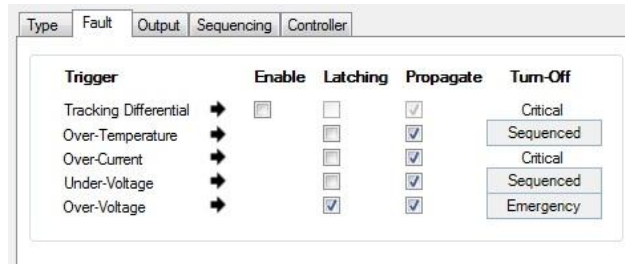 Type Fault Output Sequencing Controller
Trigger Enable Latching Propagate Turn-Off
Tracking Differential Critical
Over-Temperature Sequenced
Over-Current Critical
Under-Voltage Sequenced
Over-Voltage Emergency